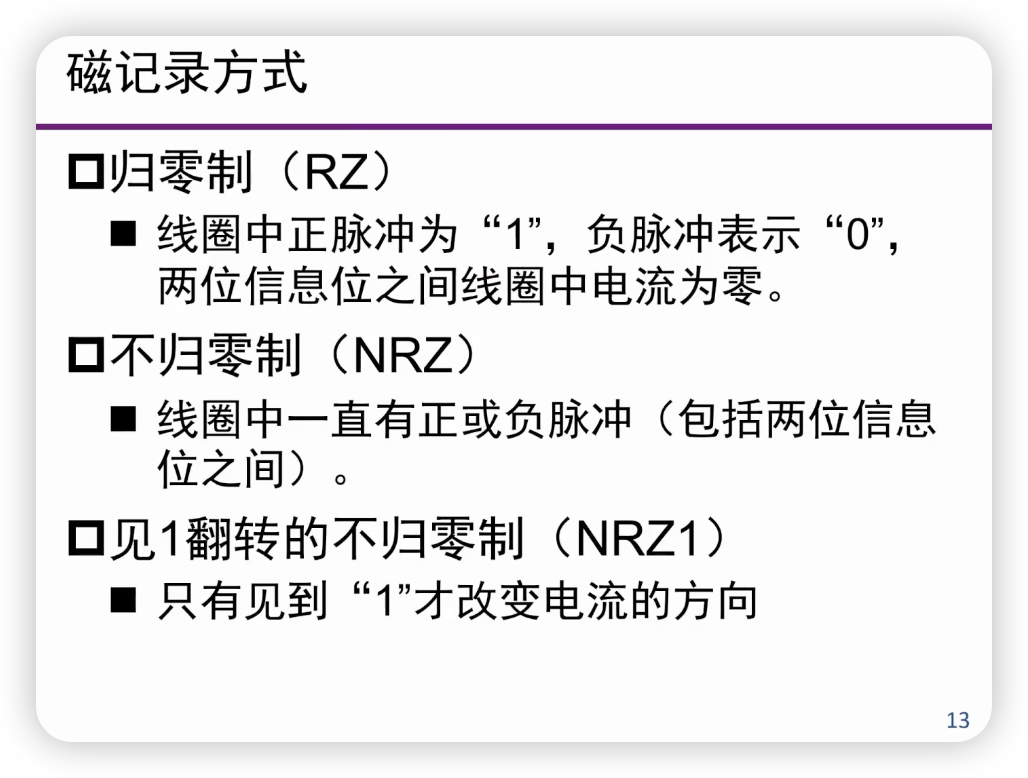 磁记录方式
归零制（RZ）
线圈中正脉冲为“1”，负脉冲表示“0”，
两位信息位之间线圈中电流为零。
不归零制（NRZ）
线圈中一直有正或负脉冲（包括两位信息
位之间）。
见1翻转的不归零制（NRZ1）
只有见到“1”才改变电流的方向
13